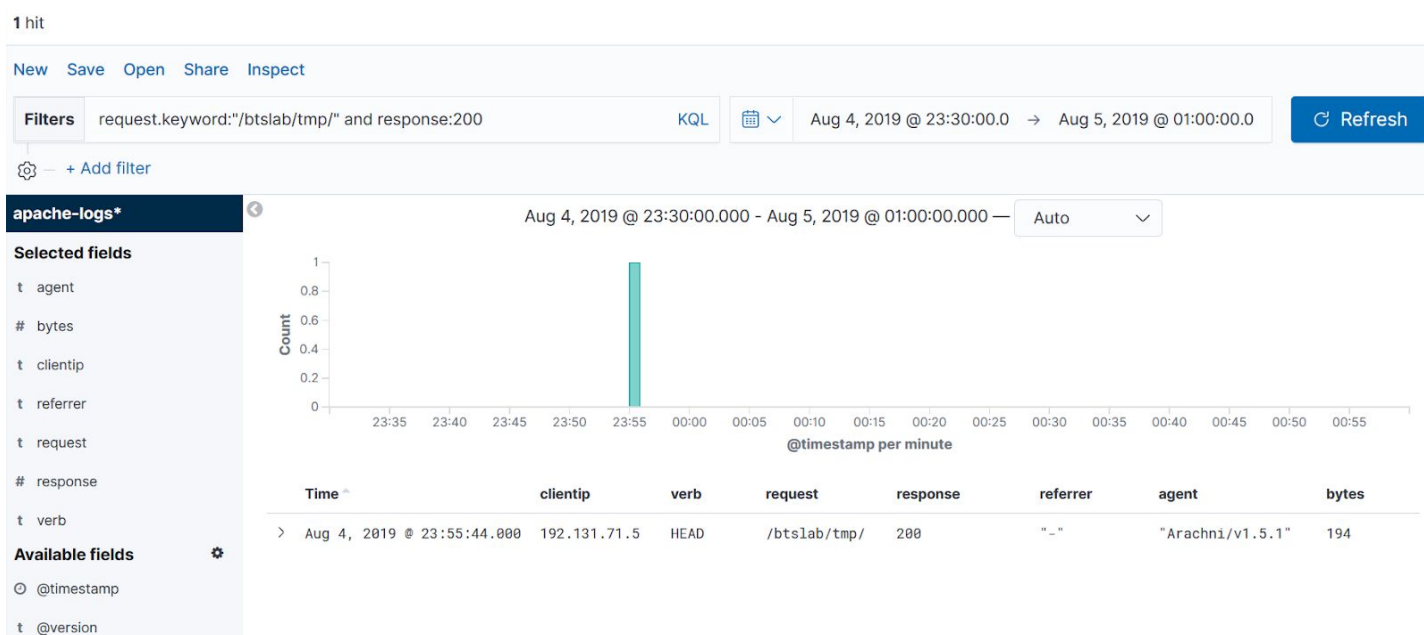 1 hit
New Save Open Share Inspect
Filters request.keyword:"/btslab/tmp/" and response:200 KQL Aug 4, 2019 @ 23:30:00.0 → Aug 5, 2019 @ 01:00:00.0 Refresh
+ Add filter
apache-logs*
Selected fields
t agent
# bytes
t clientip
t referrer
t request
# response
t verb
Available fields
@timestamp
t @version
Aug 4, 2019 @ 23:30:00.000 - Aug 5, 2019 @ 01:00:00.000 — Auto
1
0.8
0.6
0.4
0.2
0
Count
23:35 23:40 23:45 23:50 23:55 00:00 00:05 00:10 00:15 00:20 00:25 00:30 00:35 00:40 00:45 00:50 00:55
@timestamp per minute
Time clientip verb request response referrer agent bytes
Aug 4, 2019 @ 23:55:44.000 192.131.71.5 HEAD /btslab/tmp/ 200 "-" "Arachni/v1.5.1" 194